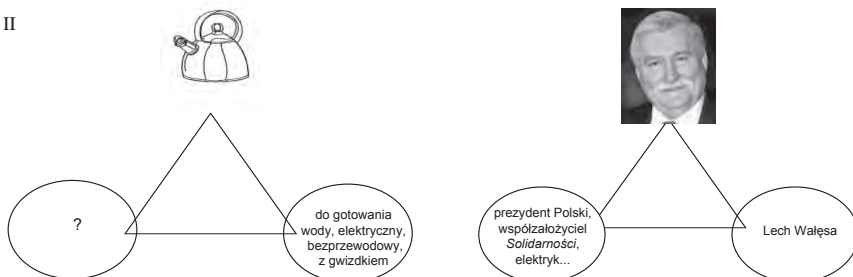 II
?
do gotowania
wody, elektryczny,
bezprzewodowy,
z gwizdkiem
prezydent Polski,
współzałożyciel
Solidarności,
elektryk...
Lech Wałęsa